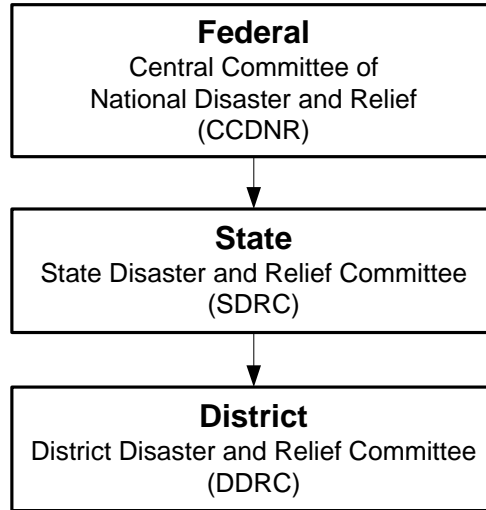 Federal
Central Committee of
National Disaster and Relief
(CCDNR)
State
State Disaster and Relief Committee
(SDRC)
District
District Disaster and Relief Committee
(DDRC)